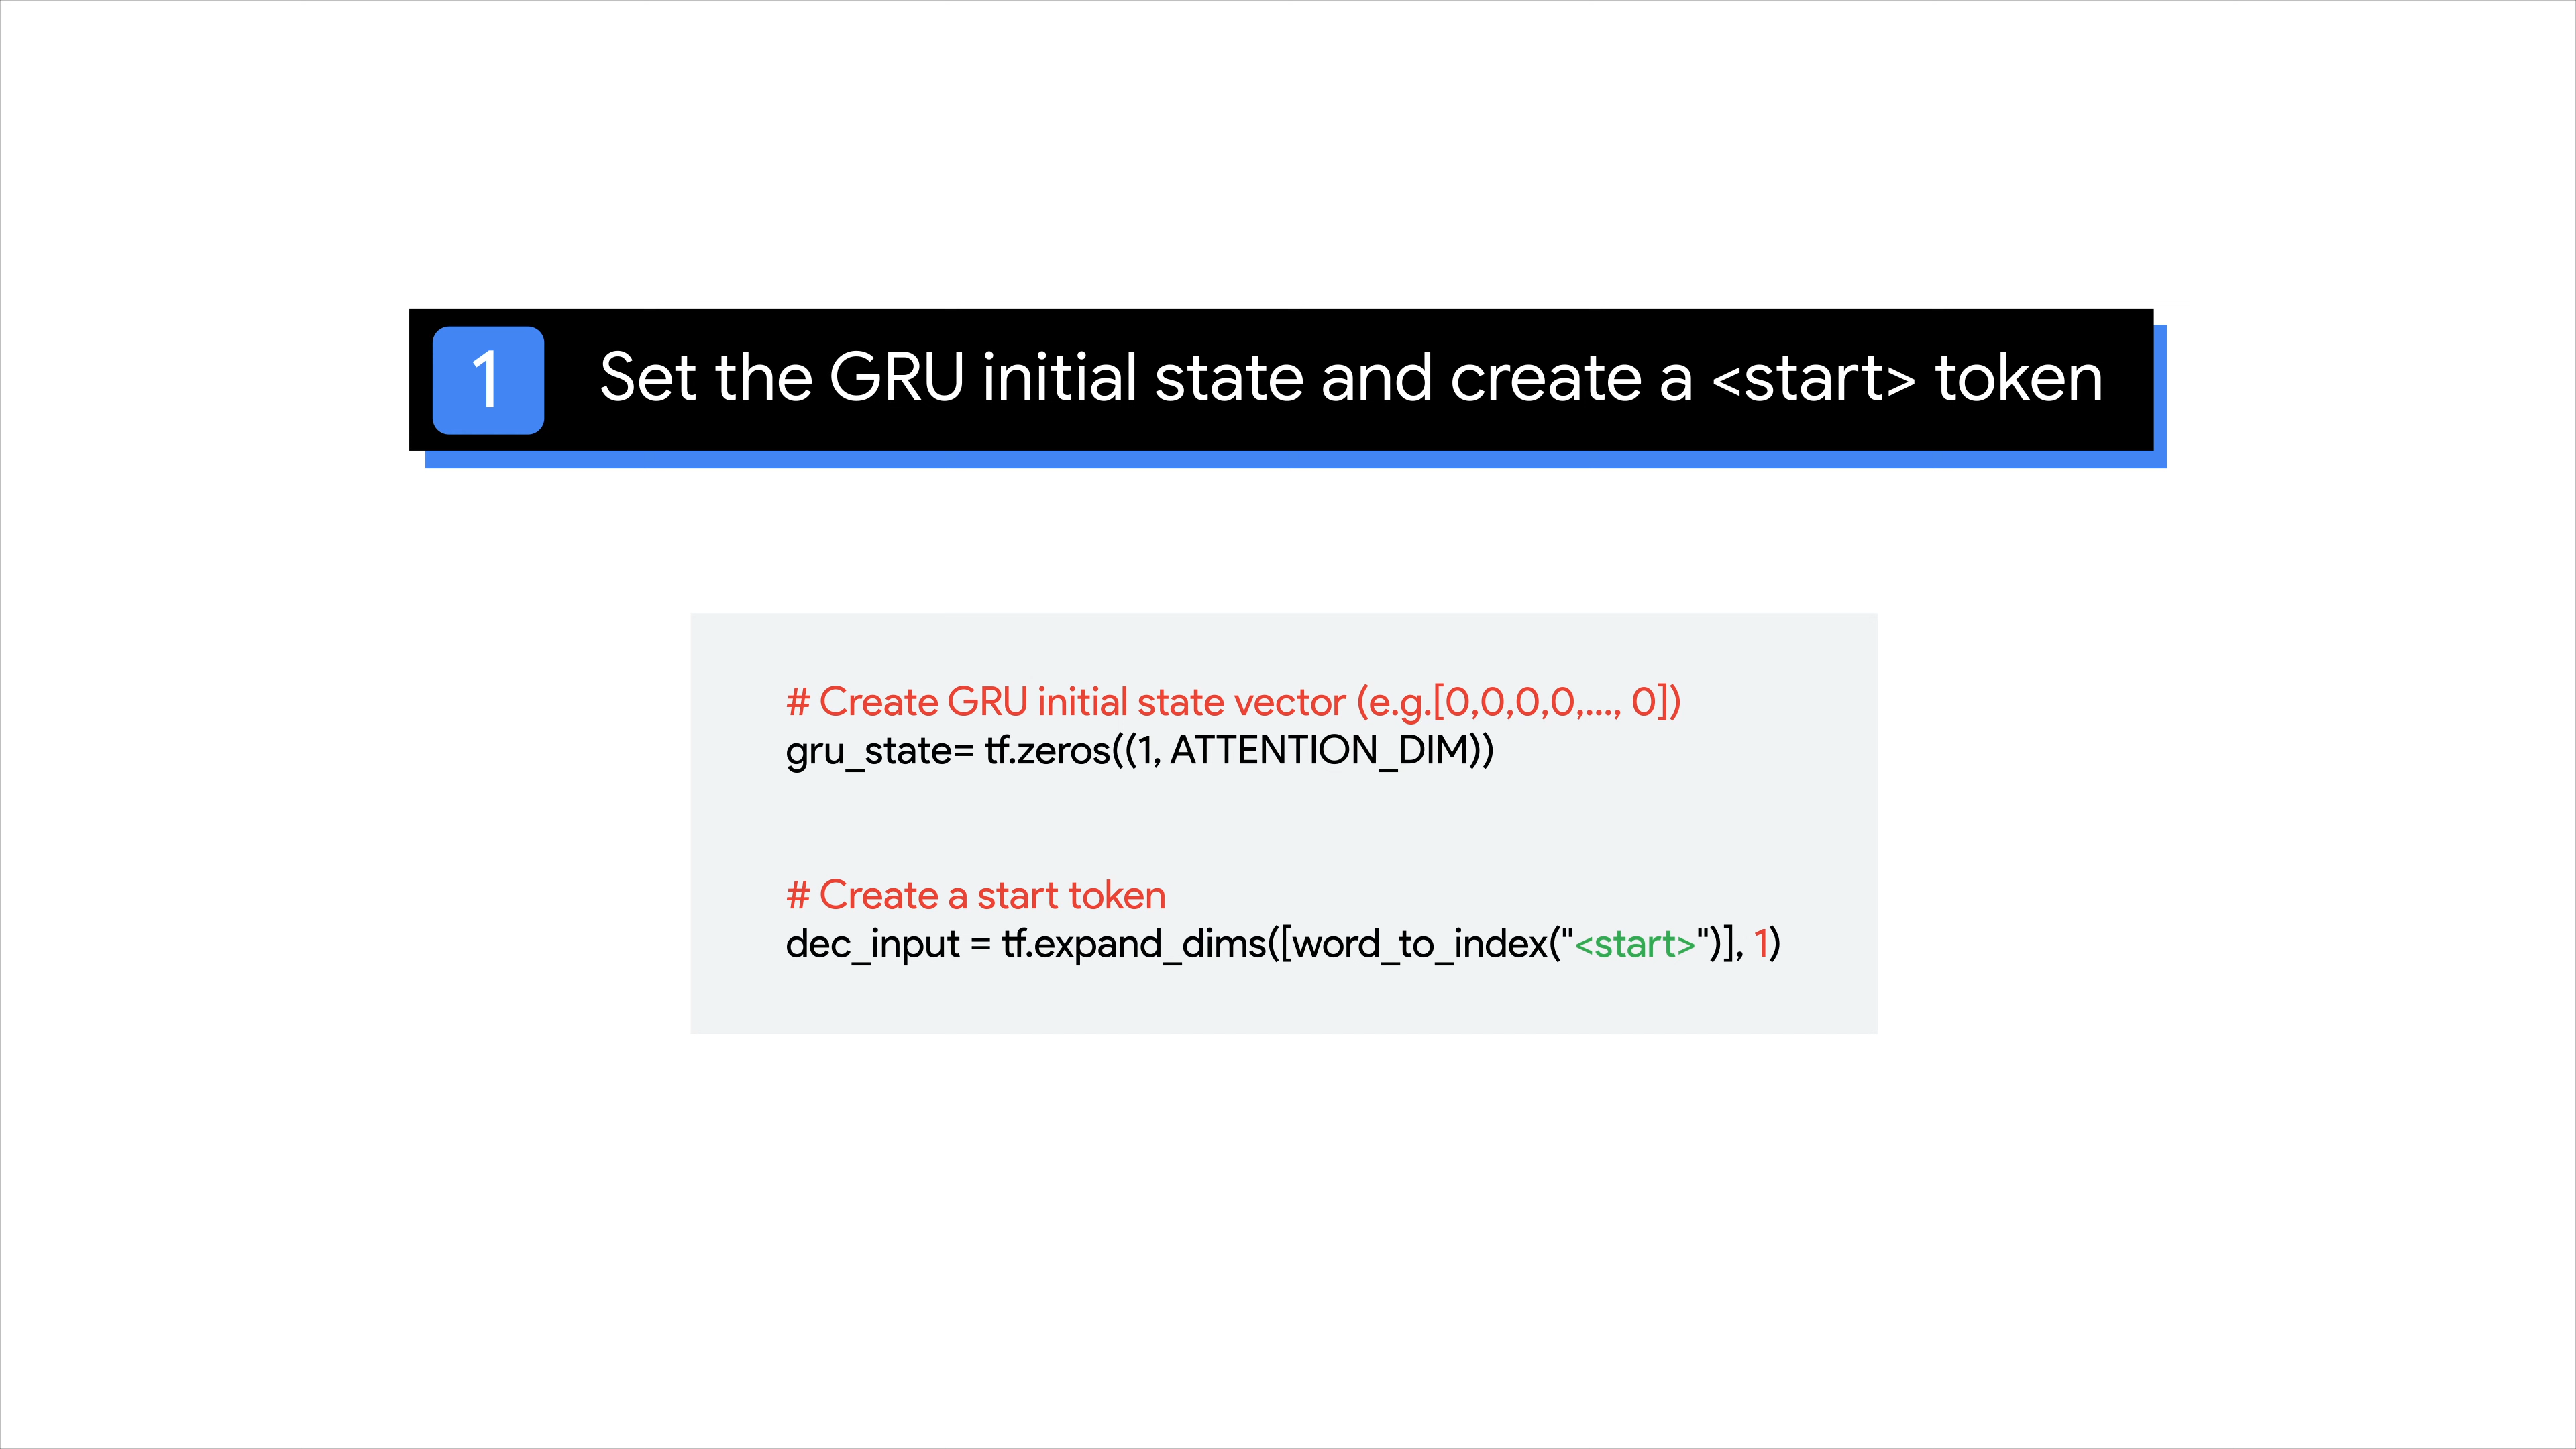 1 Set the GRU initial state and create a <start> token
# Create GRU initial state vector (e.g.[0,0,0,0,..., 0])
gru_state= tf.zeros((1, ATTENTION_DIM))
# Create a start token
dec_input = tf.expand_dims([word_to_index("<start>")], 1)